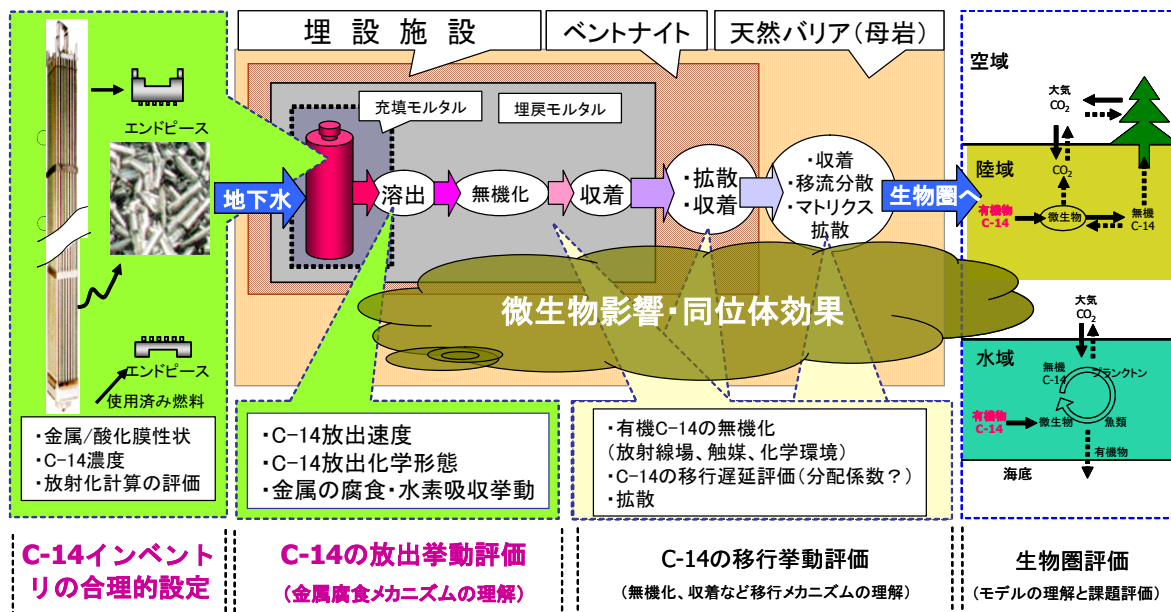 エンドピース
エンドピース
使用済み燃料
・金属/酸化膜性状
・C-14濃度
・放射化計算の評価
C-14インベント
リの合理的設定
埋設施設
ベントナイト
天然バリア(母岩)
充填モルタル
埋戻モルタル
地下水
溶出
無機化
収着
・拡散
・収着
・収着
・移流分散
・マトリクス
拡散
生物圏へ
微生物影響・同位体効果
・C-14放出速度
・C-14放出化学形態
・金属の腐食・水素吸収挙動
C-14の放出挙動評価
(金属腐食メカニズムの理解)
・有機C-14の無機化
(放射線場、触媒、化学環境)
・C-14の移行遅延評価(分配係数?)
・拡散
C-14の移行挙動評価
(無機化、収着など移行メカニズムの理解)
空域
大気
CO2
陸域
CO2
有機物
C-14
微生物
無機
C-14
大気
CO2
水域
無機
C-14
プランクトン
有機物
C-14
微生物
魚類
有機物
海底
生物圏評価
(モデルの理解と課題評価)